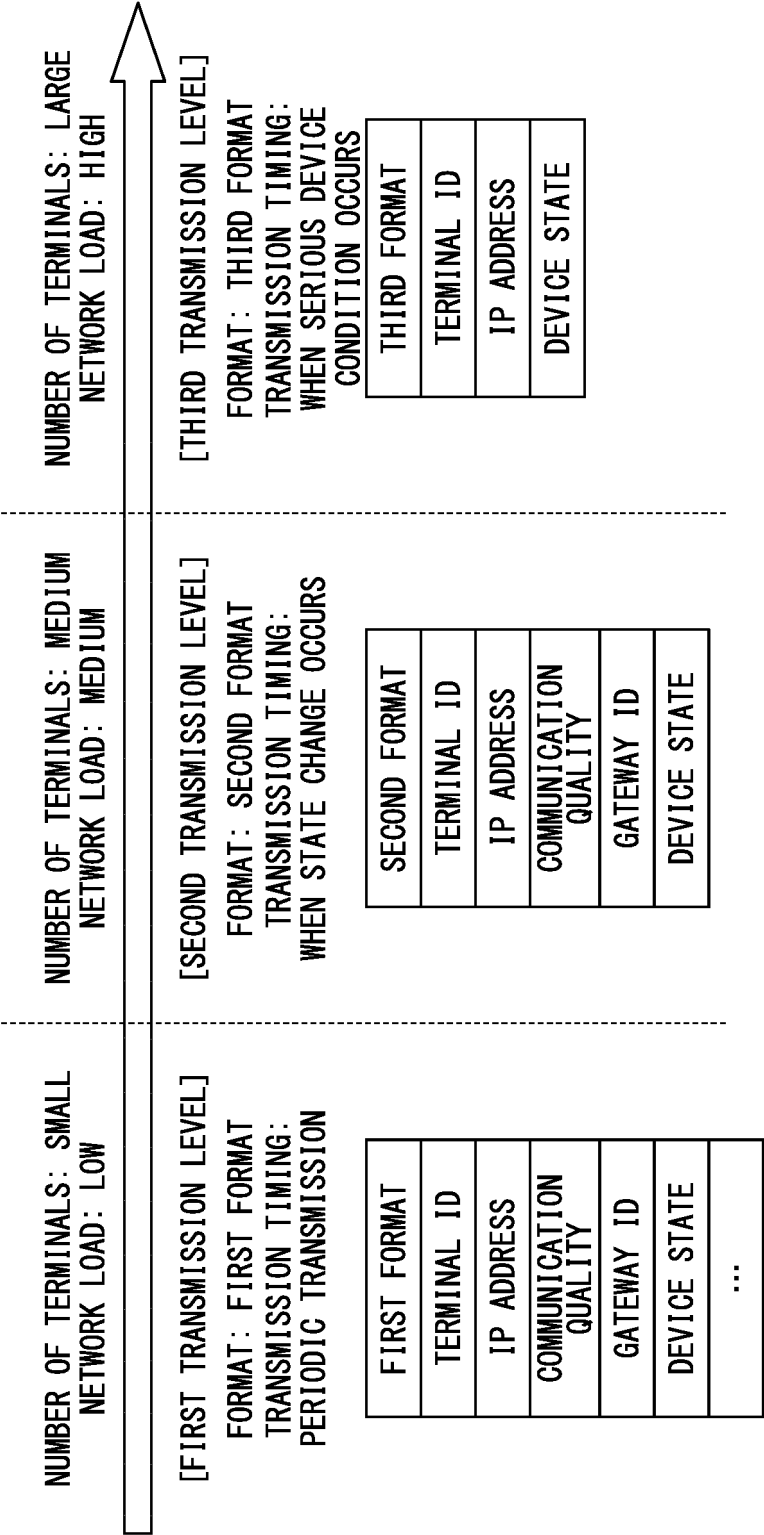 NUMBER OF TERMINALS: SMALL
NETWORK LOAD: LOW
[FIRST TRANSMISSION LEVEL]
FORMAT: FIRST FORMAT
TRANSMISSION TIMING:
PERIODIC TRANSMISSION
FIRST FORMAT
TERMINAL ID
IP ADDRESS
COMMUNICATION
QUALITY
GATEWAY ID
DEVICE STATE
...
NUMBER OF TERMINALS: MEDIUM
NETWORK LOAD: MEDIUM
[SECOND TRANSMISSION LEVEL]
FORMAT: SECOND FORMAT
TRANSMISSION TIMING:
WHEN STATE CHANGE OCCURS
SECOND FORMAT
TERMINAL ID
IP ADDRESS
COMMUNICATION
QUALITY
GATEWAY ID
DEVICE STATE
NUMBER OF TERMINALS: LARGE
NETWORK LOAD: HIGH
[THIRD TRANSMISSION LEVEL]
FORMAT: THIRD FORMAT
TRANSMISSION TIMING:
WHEN SERIOUS DEVICE
CONDITION OCCURS
THIRD FORMAT
TERMINAL ID
IP ADDRESS
DEVICE STATE